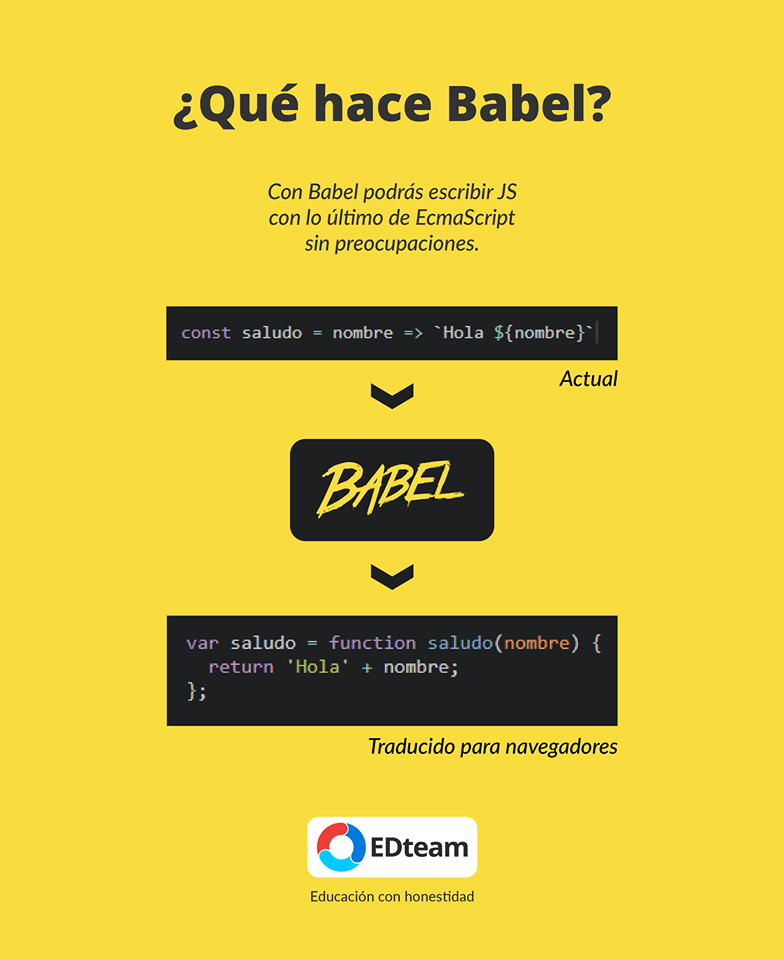 ¿Qué hace Babel?
Con Babel podrás escribir JS
con lo último de EcmaScript
sin preocupaciones.
const saludo = nombre => `Hola ${nombre}`
Actual
BABEL
var saludo = function saludo(nombre) {
  return 'Hola' + nombre;
};
Traducido para navegadores
EDteam
Educación con honestidad